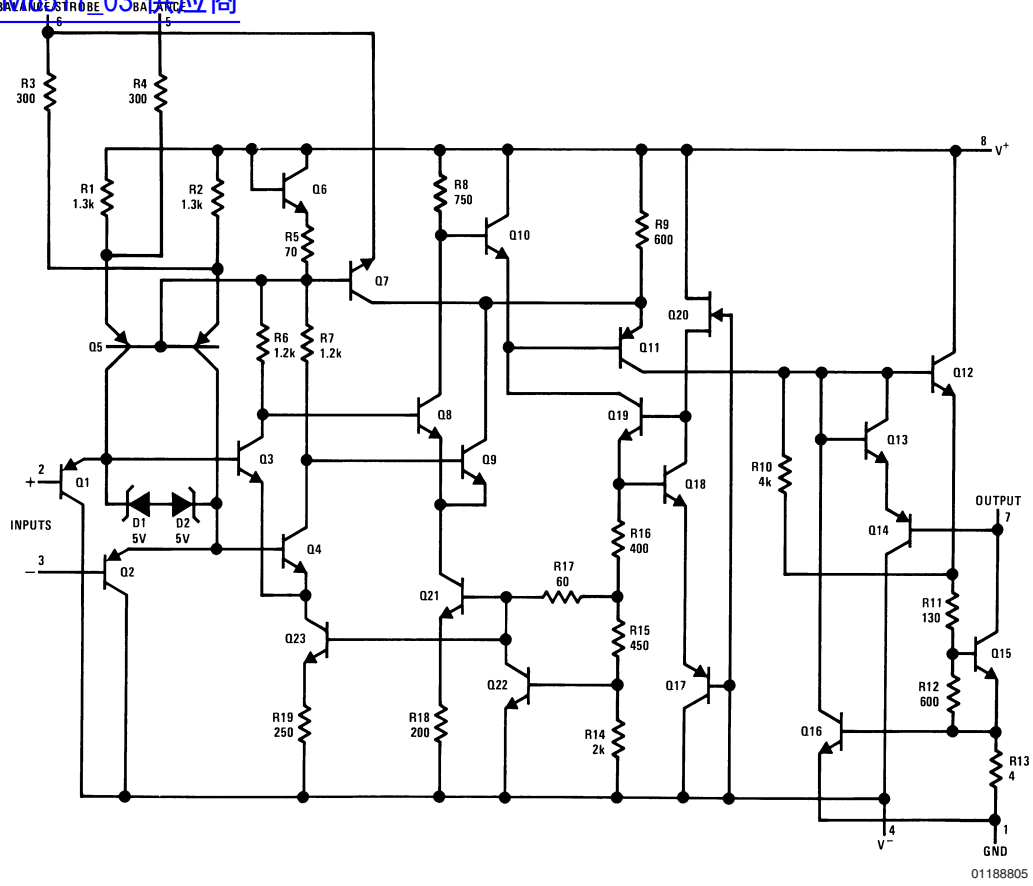 BALANCE/STROBE
BALANCE
03 供应商
6
5
R3
300
R4
300
8
V+
R1
1.3k
R2
1.3k
Q6
R8
750
R5
70
Q10
R9
600
Q7
Q20
Q5
R6
1.2k
R7
1.2k
Q11
Q12
Q8
Q19
Q3
Q9
Q13
2
+
Q1
R10
4k
Q18
INPUTS
D1
5V
D2
5V
OUTPUT
7
R16
400
Q14
Q4
3
−
Q2
R17
60
Q21
R11
130
Q23
R15
450
Q15
Q22
Q17
R12
600
R19
250
R18
200
R14
2k
Q16
R13
4
4
V−
1
GND
01188805